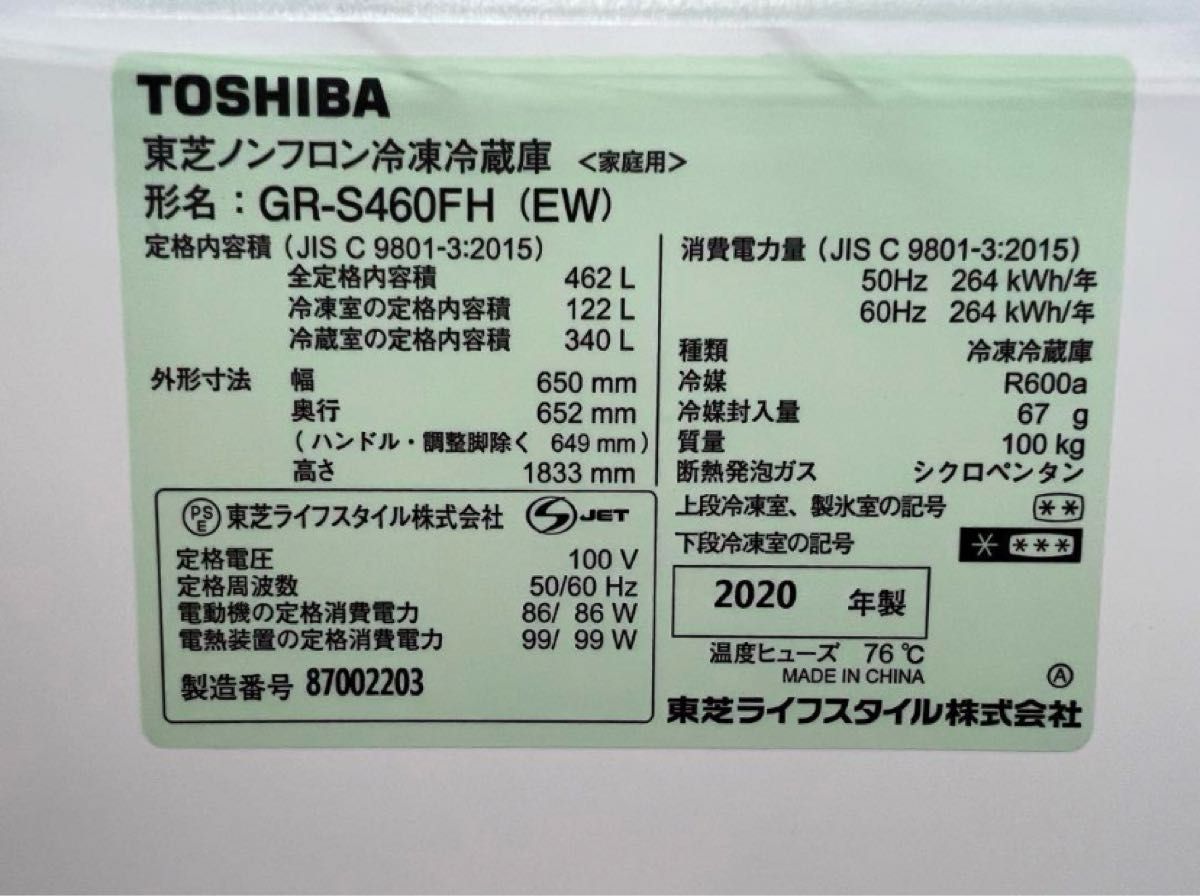 TOSHIBA
東芝ノンフロン冷凍冷蔵庫 <家庭用>
形名：GR-S460FH (EW)
定格内容積 (JIS C 9801-3:2015)
全定格内容積 462 L
冷凍室の定格内容積 122 L
冷蔵室の定格内容積 340 L
外形寸法 幅 650 mm
奥行 652 mm
(ハンドル・調整脚除く 649 mm)
高さ 1833 mm
PS E 東芝ライフスタイル株式会社 S JET
定格電圧 100 V
定格周波数 50/60 Hz
電動機の定格消費電力 86/ 86 W
電熱装置の定格消費電力 99/ 99 W
製造番号 87002203
消費電力量 (JIS C 9801-3:2015)
50Hz 264 kWh/年
60Hz 264 kWh/年
種類 冷凍冷蔵庫
冷媒 R600a
冷媒封入量 67 g
質量 100 kg
断熱発泡ガス シクロペンタン
上段冷凍室、製氷室の記号 **
下段冷凍室の記号 * ***
2020 年製
温度ヒューズ 76 ℃
MADE IN CHINA Ⓐ
東芝ライフスタイル株式会社